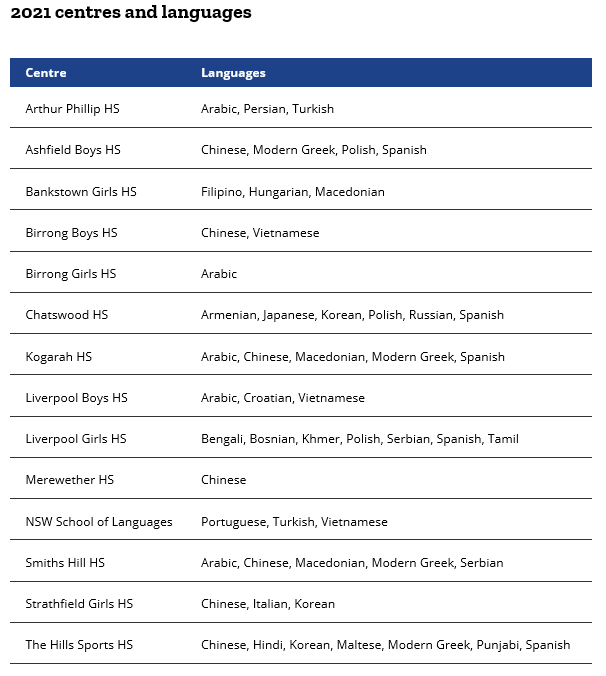 2021 centres and languages
Centre Languages
Arthur Phillip HS Arabic, Persian, Turkish
Ashfield Boys HS Chinese, Modern Greek, Polish, Spanish
Bankstown Girls HS Filipino, Hungarian, Macedonian
Birrong Boys HS Chinese, Vietnamese
Birrong Girls HS Arabic
Chatswood HS Armenian, Japanese, Korean, Polish, Russian, Spanish
Kogarah HS Arabic, Chinese, Macedonian, Modern Greek, Spanish
Liverpool Boys HS Arabic, Croatian, Vietnamese
Liverpool Girls HS Bengali, Bosnian, Khmer, Polish, Serbian, Spanish, Tamil
Merewether HS Chinese
NSW School of Languages Portuguese, Turkish, Vietnamese
Smiths Hill HS Arabic, Chinese, Macedonian, Modern Greek, Serbian
Strathfield Girls HS Chinese, Italian, Korean
The Hills Sports HS Chinese, Hindi, Korean, Maltese, Modern Greek, Punjabi, Spanish